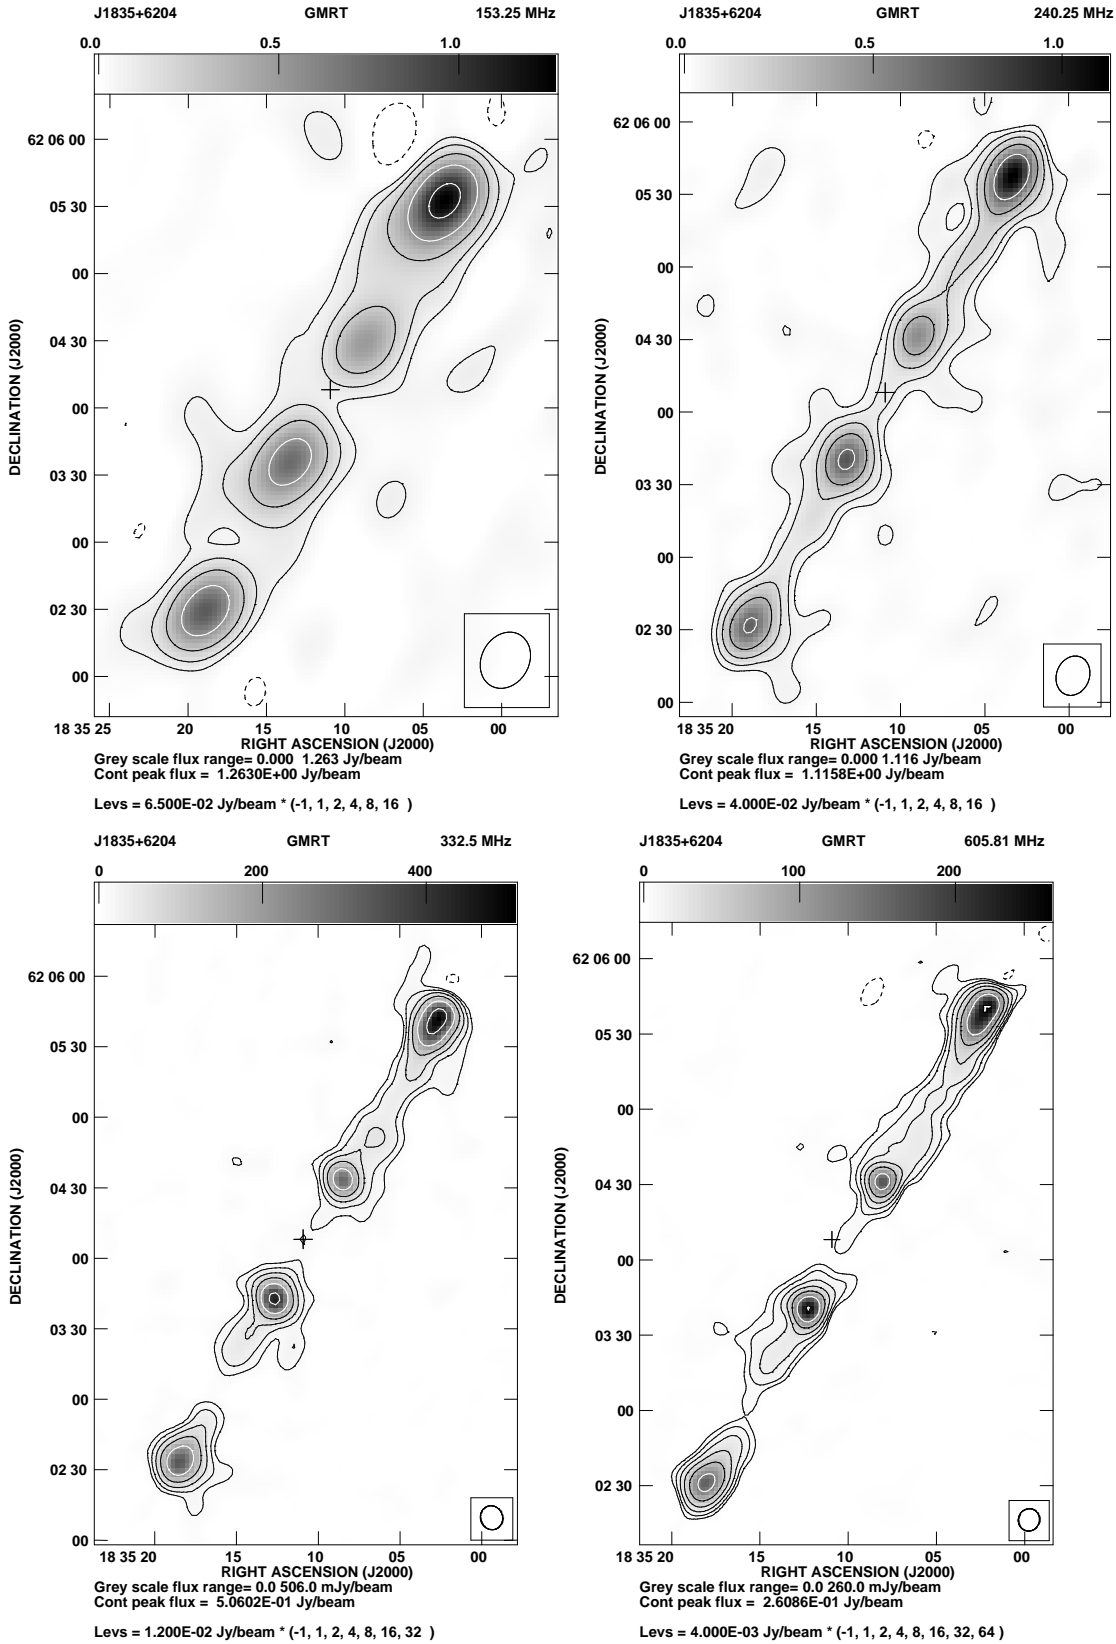 J1835+6204 GMRT 153.25 MHz
0.0 0.5 1.0
62 06 00
05 30
00
04 30
00
03 30
00
02 30
00
DECLINATION (J2000)
18 35 25 20 15 10 05 00
RIGHT ASCENSION (J2000)
Grey scale flux range= 0.000 1.263 Jy/beam
Cont peak flux = 1.2630E+00 Jy/beam
Levs = 6.500E-02 Jy/beam * (-1, 1, 2, 4, 8, 16 )
J1835+6204 GMRT 240.25 MHz
0.0 0.5 1.0
62 06 00
05 30
00
04 30
00
03 30
00
02 30
00
DECLINATION (J2000)
18 35 20 15 10 05 00
RIGHT ASCENSION (J2000)
Grey scale flux range= 0.000 1.116 Jy/beam
Cont peak flux = 1.1158E+00 Jy/beam
Levs = 4.000E-02 Jy/beam * (-1, 1, 2, 4, 8, 16 )
J1835+6204 GMRT 332.5 MHz
0 200 400
62 06 00
05 30
00
04 30
00
03 30
00
02 30
00
DECLINATION (J2000)
18 35 20 15 10 05 00
RIGHT ASCENSION (J2000)
Grey scale flux range= 0.0 506.0 mJy/beam
Cont peak flux = 5.0602E-01 Jy/beam
Levs = 1.200E-02 Jy/beam * (-1, 1, 2, 4, 8, 16, 32 )
J1835+6204 GMRT 605.81 MHz
0 100 200
62 06 00
05 30
00
04 30
00
03 30
00
02 30
DECLINATION (J2000)
18 35 20 15 10 05 00
RIGHT ASCENSION (J2000)
Grey scale flux range= 0.0 260.0 mJy/beam
Cont peak flux = 2.6086E-01 Jy/beam
Levs = 4.000E-03 Jy/beam * (-1, 1, 2, 4, 8, 16, 32, 64 )